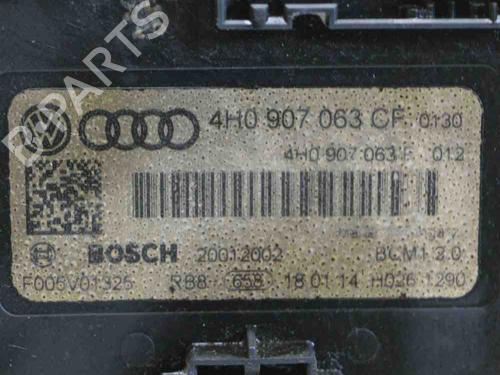 4H0 907 063 CF 0130
4H0 907 063 F 012
BOSCH 20012002 BCM1 2.0
F005V01325 RB8 658 18 01 14 H026 1290
B-PARTS